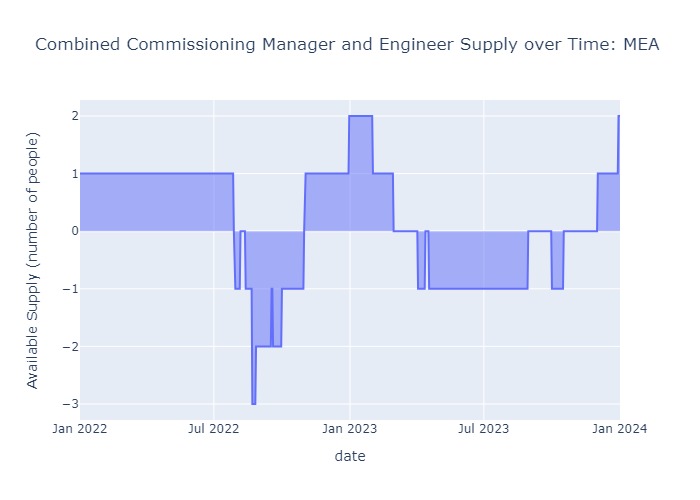 Combined Commissioning Manager and Engineer Supply over Time: MEA
Available Supply (number of people)
2
1
0
−1
−2
−3
Jan 2022
Jul 2022
Jan 2023
Jul 2023
Jan 2024
date